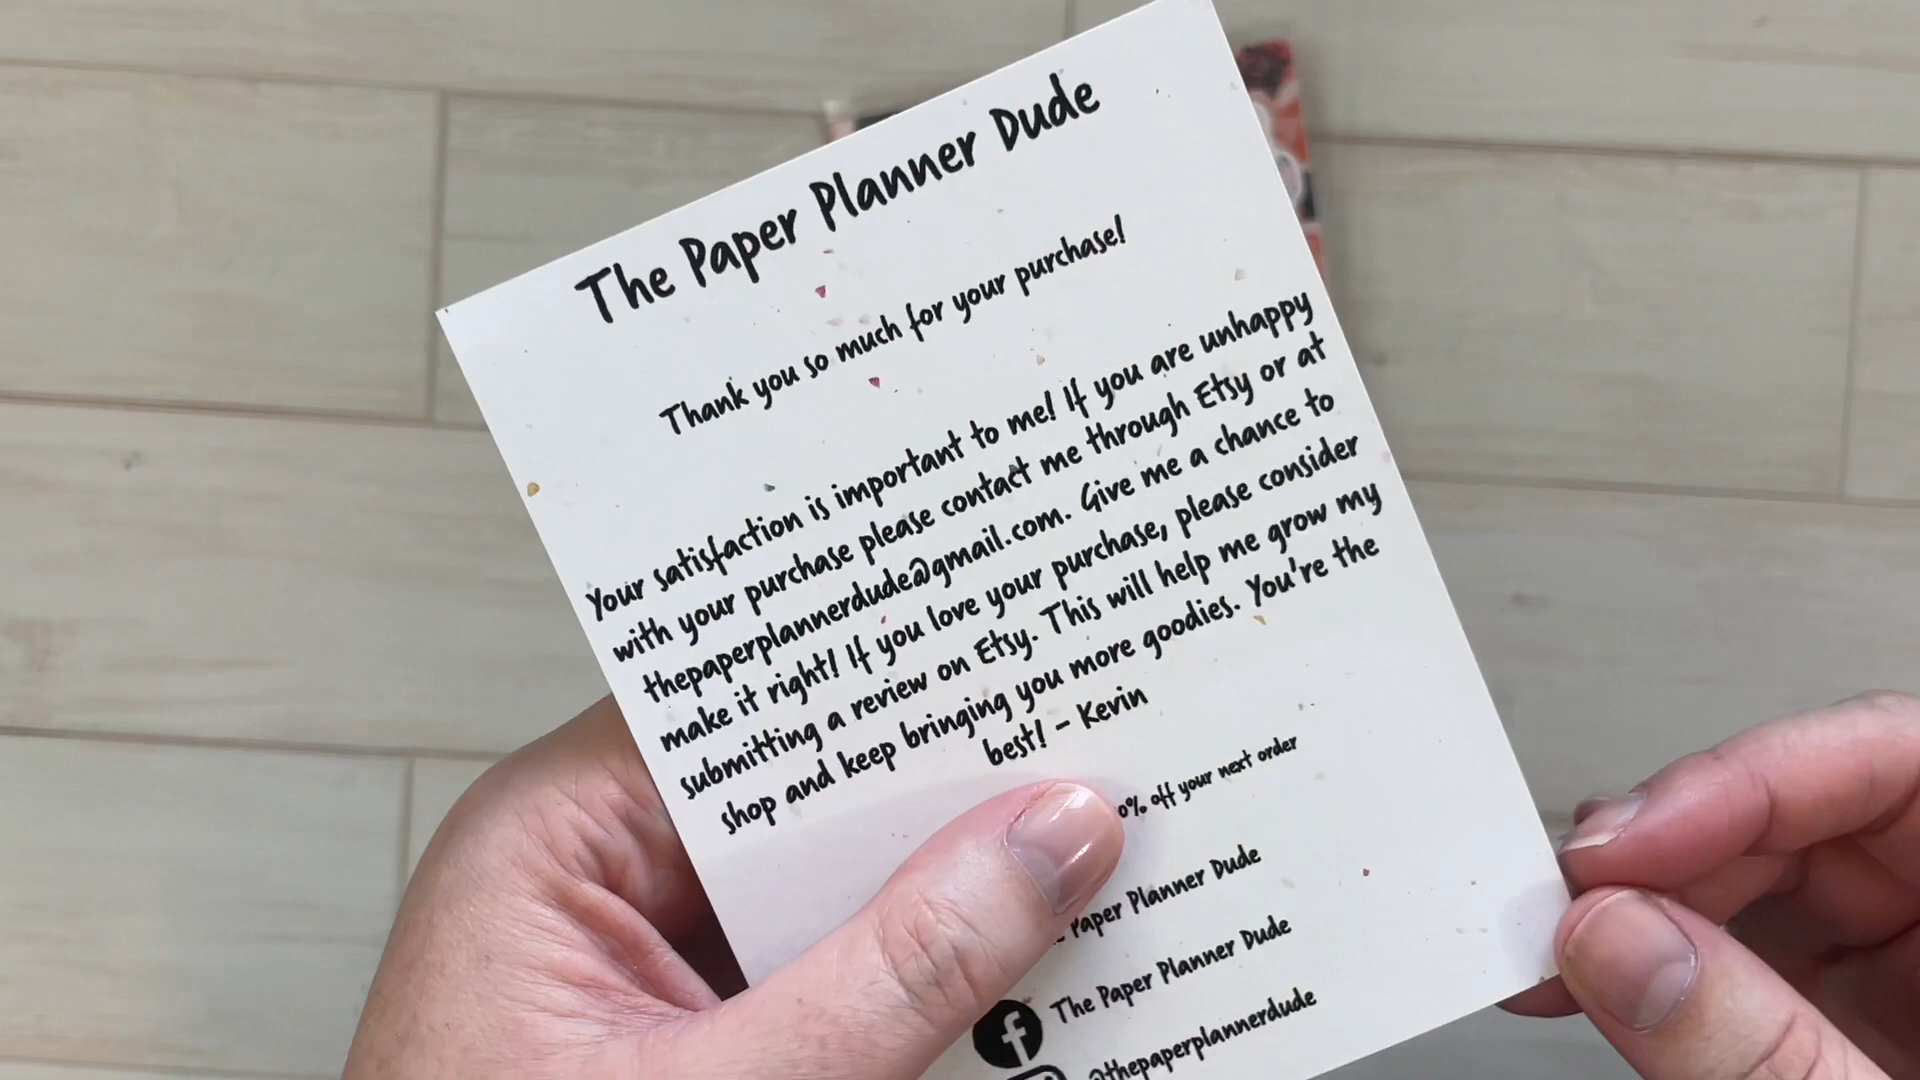 The Paper Planner Dude
Thank you so much for your purchase!
Your satisfaction is important to me! If you are unhappy
with your purchase please contact me through Etsy or at
thepaperplannerdude@gmail.com. Give me a chance to
make it right! If you love your purchase, please consider
submitting a review on Etsy. This will help me grow my
shop and keep bringing you more goodies. You're the
best! - Kevin
off your next order
Paper Planner Dude
The Paper Planner Dude
@thepaperplannerdude